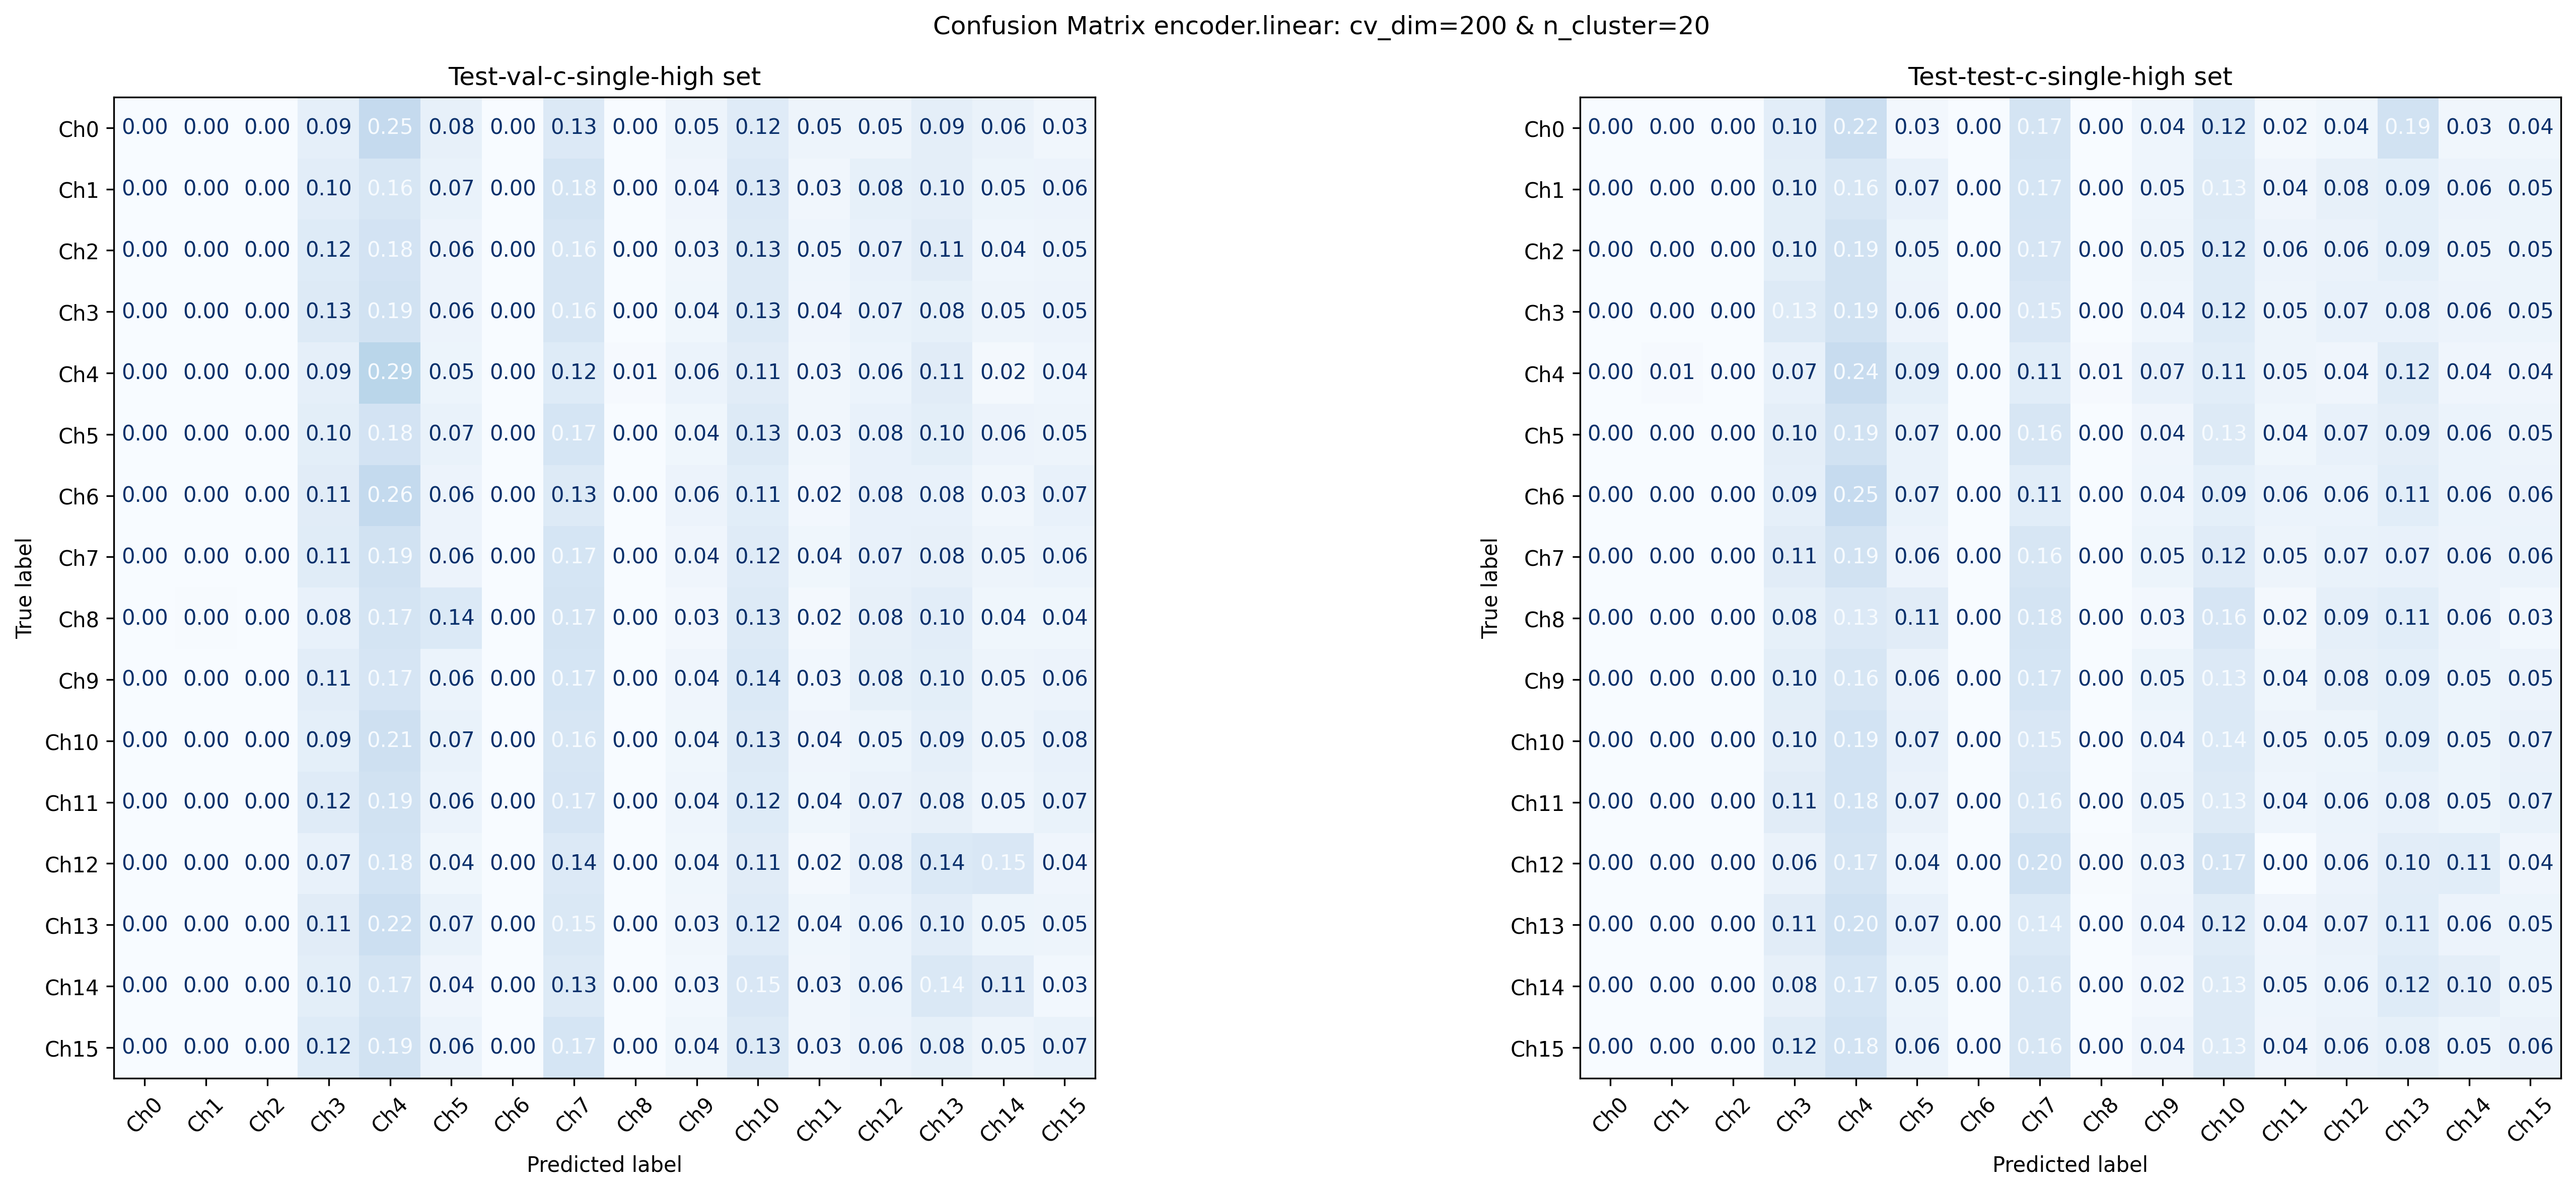 Confusion Matrix encoder.linear: cv_dim=200 & n_cluster=20
Test-val-c-single-high set
True label
Ch0 0.00 0.00 0.00 0.09 0.25 0.08 0.00 0.13 0.00 0.05 0.12 0.05 0.05 0.09 0.06 0.03
Ch1 0.00 0.00 0.00 0.10 0.16 0.07 0.00 0.18 0.00 0.04 0.13 0.03 0.08 0.10 0.05 0.06
Ch2 0.00 0.00 0.00 0.12 0.18 0.06 0.00 0.16 0.00 0.03 0.13 0.05 0.07 0.11 0.04 0.05
Ch3 0.00 0.00 0.00 0.13 0.19 0.06 0.00 0.16 0.00 0.04 0.13 0.04 0.07 0.08 0.05 0.05
Ch4 0.00 0.00 0.00 0.09 0.29 0.05 0.00 0.12 0.01 0.06 0.11 0.03 0.06 0.11 0.02 0.04
Ch5 0.00 0.00 0.00 0.10 0.18 0.07 0.00 0.17 0.00 0.04 0.13 0.03 0.08 0.10 0.06 0.05
Ch6 0.00 0.00 0.00 0.11 0.26 0.06 0.00 0.13 0.00 0.06 0.11 0.02 0.08 0.08 0.03 0.07
Ch7 0.00 0.00 0.00 0.11 0.19 0.06 0.00 0.17 0.00 0.04 0.12 0.04 0.07 0.08 0.05 0.06
Ch8 0.00 0.00 0.00 0.08 0.17 0.14 0.00 0.17 0.00 0.03 0.13 0.02 0.08 0.10 0.04 0.04
Ch9 0.00 0.00 0.00 0.11 0.17 0.06 0.00 0.17 0.00 0.04 0.14 0.03 0.08 0.10 0.05 0.06
Ch10 0.00 0.00 0.00 0.09 0.21 0.07 0.00 0.16 0.00 0.04 0.13 0.04 0.05 0.09 0.05 0.08
Ch11 0.00 0.00 0.00 0.12 0.19 0.06 0.00 0.17 0.00 0.04 0.12 0.04 0.07 0.08 0.05 0.07
Ch12 0.00 0.00 0.00 0.07 0.18 0.04 0.00 0.14 0.00 0.04 0.11 0.02 0.08 0.14 0.15 0.04
Ch13 0.00 0.00 0.00 0.11 0.22 0.07 0.00 0.15 0.00 0.03 0.12 0.04 0.06 0.10 0.05 0.05
Ch14 0.00 0.00 0.00 0.10 0.17 0.04 0.00 0.13 0.00 0.03 0.15 0.03 0.06 0.14 0.11 0.03
Ch15 0.00 0.00 0.00 0.12 0.19 0.06 0.00 0.17 0.00 0.04 0.13 0.03 0.06 0.08 0.05 0.07
Ch0 Ch1 Ch2 Ch3 Ch4 Ch5 Ch6 Ch7 Ch8 Ch9 Ch10 Ch11 Ch12 Ch13 Ch14 Ch15
Predicted label
Test-test-c-single-high set
True label
Ch0 0.00 0.00 0.00 0.10 0.22 0.03 0.00 0.17 0.00 0.04 0.12 0.02 0.04 0.19 0.03 0.04
Ch1 0.00 0.00 0.00 0.10 0.16 0.07 0.00 0.17 0.00 0.05 0.13 0.04 0.08 0.09 0.06 0.05
Ch2 0.00 0.00 0.00 0.10 0.19 0.05 0.00 0.17 0.00 0.05 0.12 0.06 0.06 0.09 0.05 0.05
Ch3 0.00 0.00 0.00 0.13 0.19 0.06 0.00 0.15 0.00 0.04 0.12 0.05 0.07 0.08 0.06 0.05
Ch4 0.00 0.01 0.00 0.07 0.24 0.09 0.00 0.11 0.01 0.07 0.11 0.05 0.04 0.12 0.04 0.04
Ch5 0.00 0.00 0.00 0.10 0.19 0.07 0.00 0.16 0.00 0.04 0.13 0.04 0.07 0.09 0.06 0.05
Ch6 0.00 0.00 0.00 0.09 0.25 0.07 0.00 0.11 0.00 0.04 0.09 0.06 0.06 0.11 0.06 0.06
Ch7 0.00 0.00 0.00 0.11 0.19 0.06 0.00 0.16 0.00 0.05 0.12 0.05 0.07 0.07 0.06 0.06
Ch8 0.00 0.00 0.00 0.08 0.13 0.11 0.00 0.18 0.00 0.03 0.16 0.02 0.09 0.11 0.06 0.03
Ch9 0.00 0.00 0.00 0.10 0.16 0.06 0.00 0.17 0.00 0.05 0.13 0.04 0.08 0.09 0.05 0.05
Ch10 0.00 0.00 0.00 0.10 0.19 0.07 0.00 0.15 0.00 0.04 0.14 0.05 0.05 0.09 0.05 0.07
Ch11 0.00 0.00 0.00 0.11 0.18 0.07 0.00 0.16 0.00 0.05 0.13 0.04 0.06 0.08 0.05 0.07
Ch12 0.00 0.00 0.00 0.06 0.17 0.04 0.00 0.20 0.00 0.03 0.17 0.00 0.06 0.10 0.11 0.04
Ch13 0.00 0.00 0.00 0.11 0.20 0.07 0.00 0.14 0.00 0.04 0.12 0.04 0.07 0.11 0.06 0.05
Ch14 0.00 0.00 0.00 0.08 0.17 0.05 0.00 0.16 0.00 0.02 0.13 0.05 0.06 0.12 0.10 0.05
Ch15 0.00 0.00 0.00 0.12 0.18 0.06 0.00 0.16 0.00 0.04 0.13 0.04 0.06 0.08 0.05 0.06
Ch0 Ch1 Ch2 Ch3 Ch4 Ch5 Ch6 Ch7 Ch8 Ch9 Ch10 Ch11 Ch12 Ch13 Ch14 Ch15
Predicted label